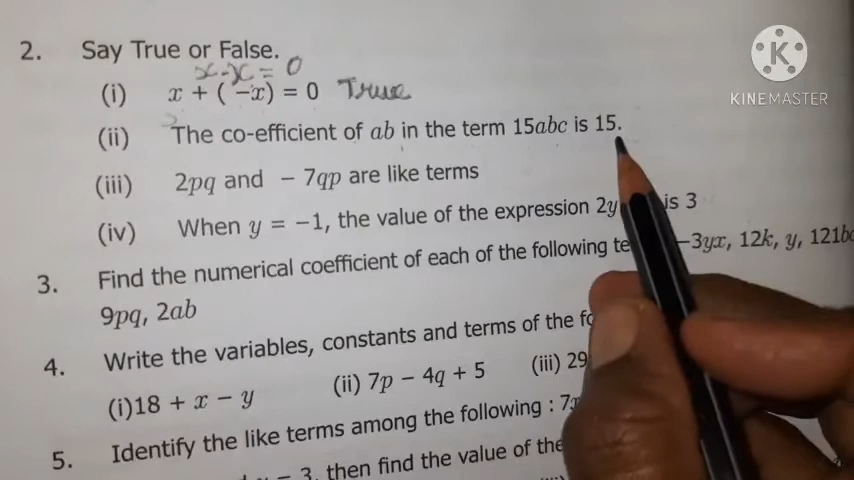 2. Say True or False.
x - x = 0
(i) x + ( −x) = 0 True
(ii) The co-efficient of ab in the term 15abc is 15.
(iii) 2pq and − 7qp are like terms
(iv) When y = −1, the value of the expression 2y is 3
3. Find the numerical coefficient of each of the following −3yx, 12k, y,
9pq, 2ab
4. Write the variables, constants and terms of the
(i)18 + x − y (ii) 7p − 4q + 5 (iii) 29
5. Identify the like terms among the following :
− 3, then find the value of the
K
KINEMASTER